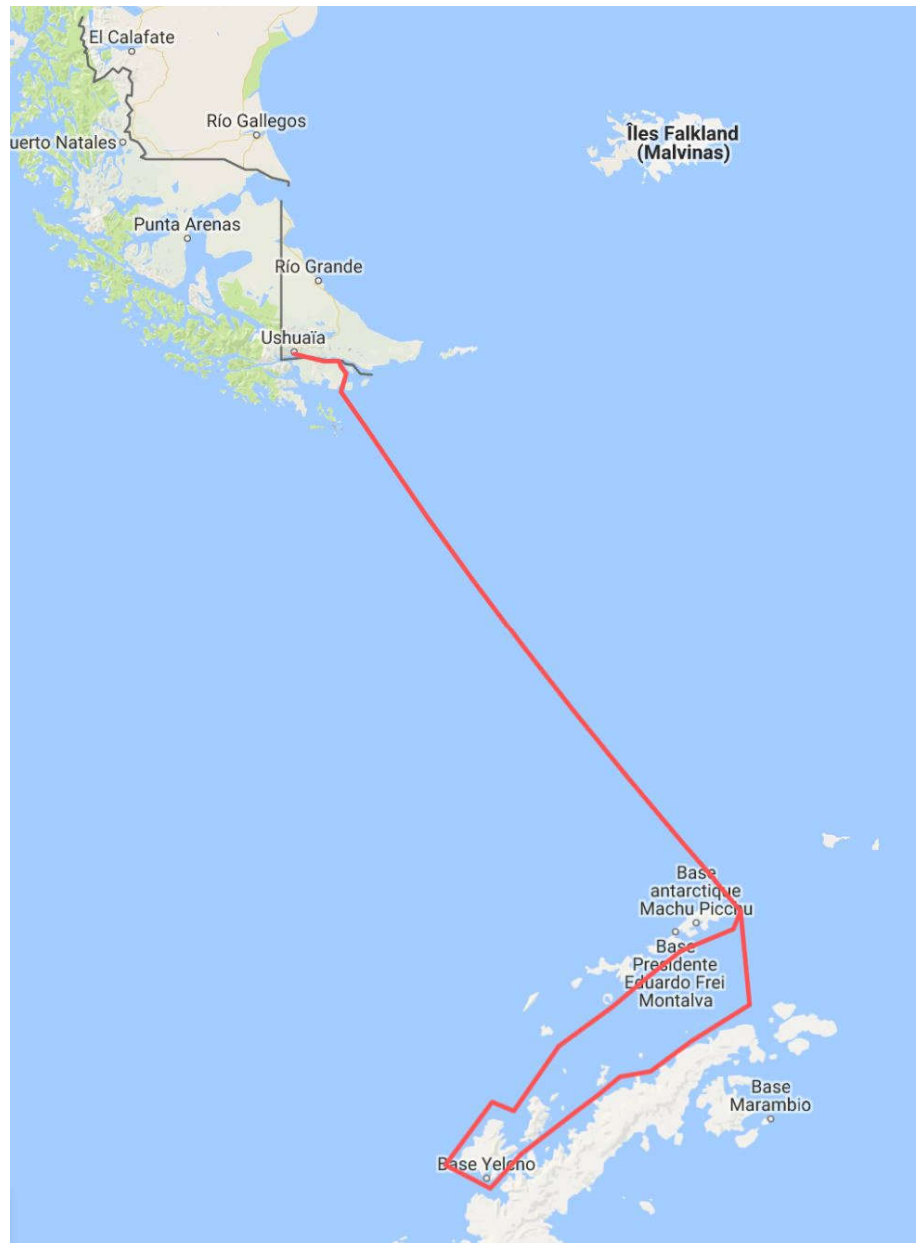 El Calafate
Río Gallegos
Îles Falkland
(Malvinas)
uerto Natales
Punta Arenas
Río Grande
Ushuaïa
Base
antarctique
Machu Picchu
Base
Presidente
Eduardo Frei
Montalva
Base
Marambio
Base Yelcho